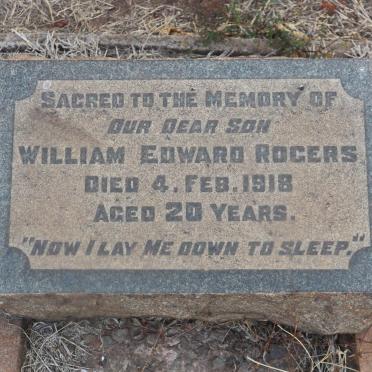 SACRED TO THE MEMORY OF
OUR DEAR SON
WILLIAM EDWARD ROGERS
DIED 4. FEB. 1918
AGED 20 YEARS.
"NOW I LAY ME DOWN TO SLEEP."